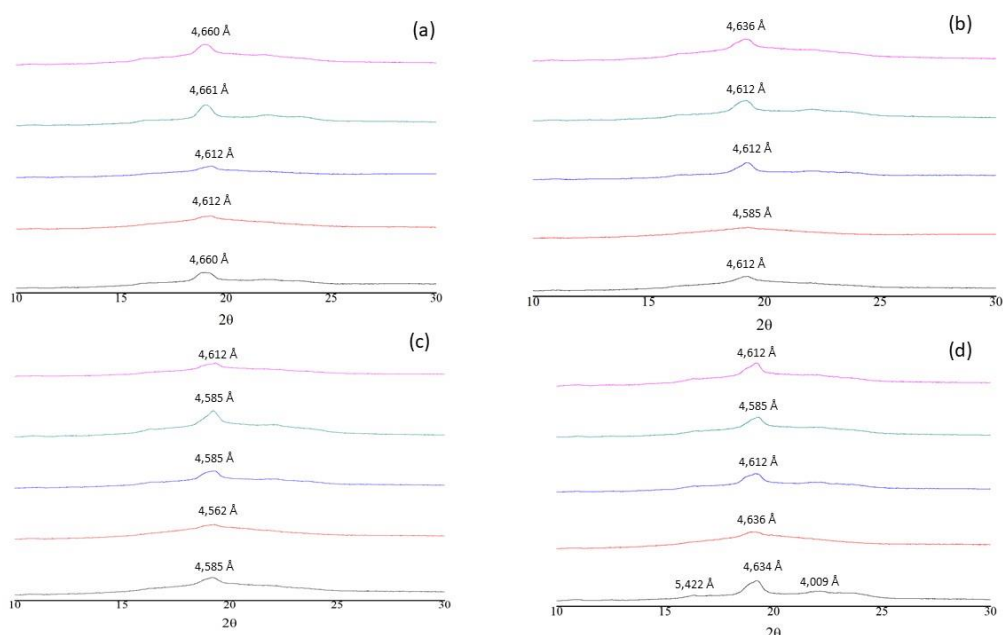 (a)
4,660 Å
4,661 Å
4,612 Å
4,612 Å
4,660 Å
10 15 20 25 30
2θ
(b)
4,636 Å
4,612 Å
4,612 Å
4,585 Å
4,612 Å
10 15 20 25 30
2θ
(c)
4,612 Å
4,585 Å
4,585 Å
4,562 Å
4,585 Å
10 15 20 25 30
2θ
(d)
4,612 Å
4,585 Å
4,612 Å
4,636 Å
5,422 Å 4,634 Å 4,009 Å
10 15 20 25 30
2θ